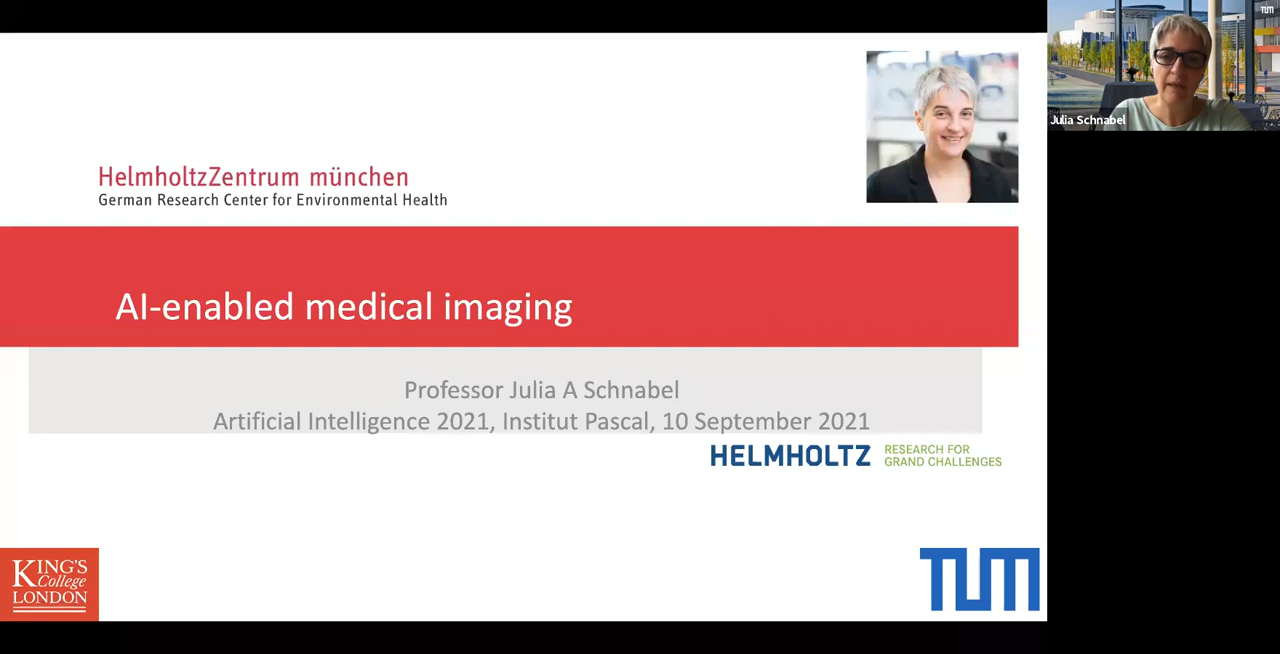 HelmholtzZentrum münchen
German Research Center for Environmental Health
AI-enabled medical imaging
Professor Julia A Schnabel
Artificial Intelligence 2021, Institut Pascal, 10 September 2021
HELMHOLTZ
RESEARCH FOR
GRAND CHALLENGES
KING'S
College
LONDON
TUM
TUM
Julia Schnabel